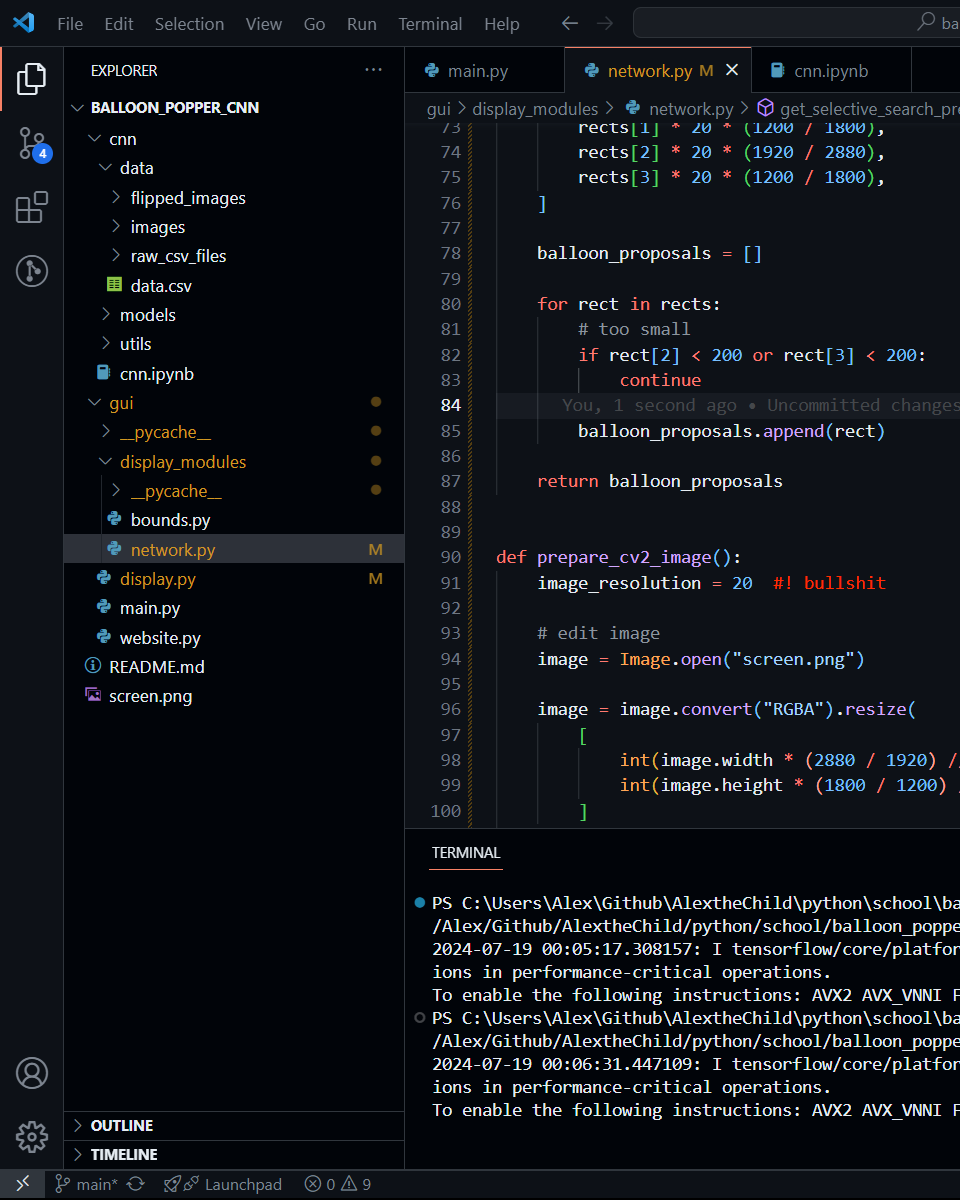 File Edit Selection View Go Run Terminal Help
EXPLORER
BALLOON_POPPER_CNN
cnn
data
flipped_images
images
raw_csv_files
data.csv
models
utils
cnn.ipynb
gui
__pycache__
display_modules
__pycache__
bounds.py
network.py M
display.py M
main.py
website.py
README.md
screen.png
OUTLINE
TIMELINE
4
main.py network.py M cnn.ipynb
gui > display_modules > network.py > get_selective_search_pr
73 rects[1] * 20 * (1200 / 1800),
74 rects[2] * 20 * (1920 / 2880),
75 rects[3] * 20 * (1200 / 1800),
76 ]
77
78 balloon_proposals = []
79
80 for rect in rects:
81 # too small
82 if rect[2] < 200 or rect[3] < 200:
83 continue
84 You, 1 second ago • Uncommitted changes
85 balloon_proposals.append(rect)
86
87 return balloon_proposals
88
89
90 def prepare_cv2_image():
91 image_resolution = 20 #! bullshit
92
93 # edit image
94 image = Image.open("screen.png")
95
96 image = image.convert("RGBA").resize(
97 [
98 int(image.width * (2880 / 1920) /
99 int(image.height * (1800 / 1200)
100 ]
TERMINAL
PS C:\Users\Alex\Github\AlextheChild\python\school\ba
/Alex/Github/AlextheChild/python/school/balloon_poppe
2024-07-19 00:05:17.308157: I tensorflow/core/platfor
ions in performance-critical operations.
To enable the following instructions: AVX2 AVX_VNNI F
PS C:\Users\Alex\Github\AlextheChild\python\school\ba
/Alex/Github/AlextheChild/python/school/balloon_poppe
2024-07-19 00:06:31.447109: I tensorflow/core/platfor
ions in performance-critical operations.
To enable the following instructions: AVX2 AVX_VNNI F
main* Launchpad 0 9